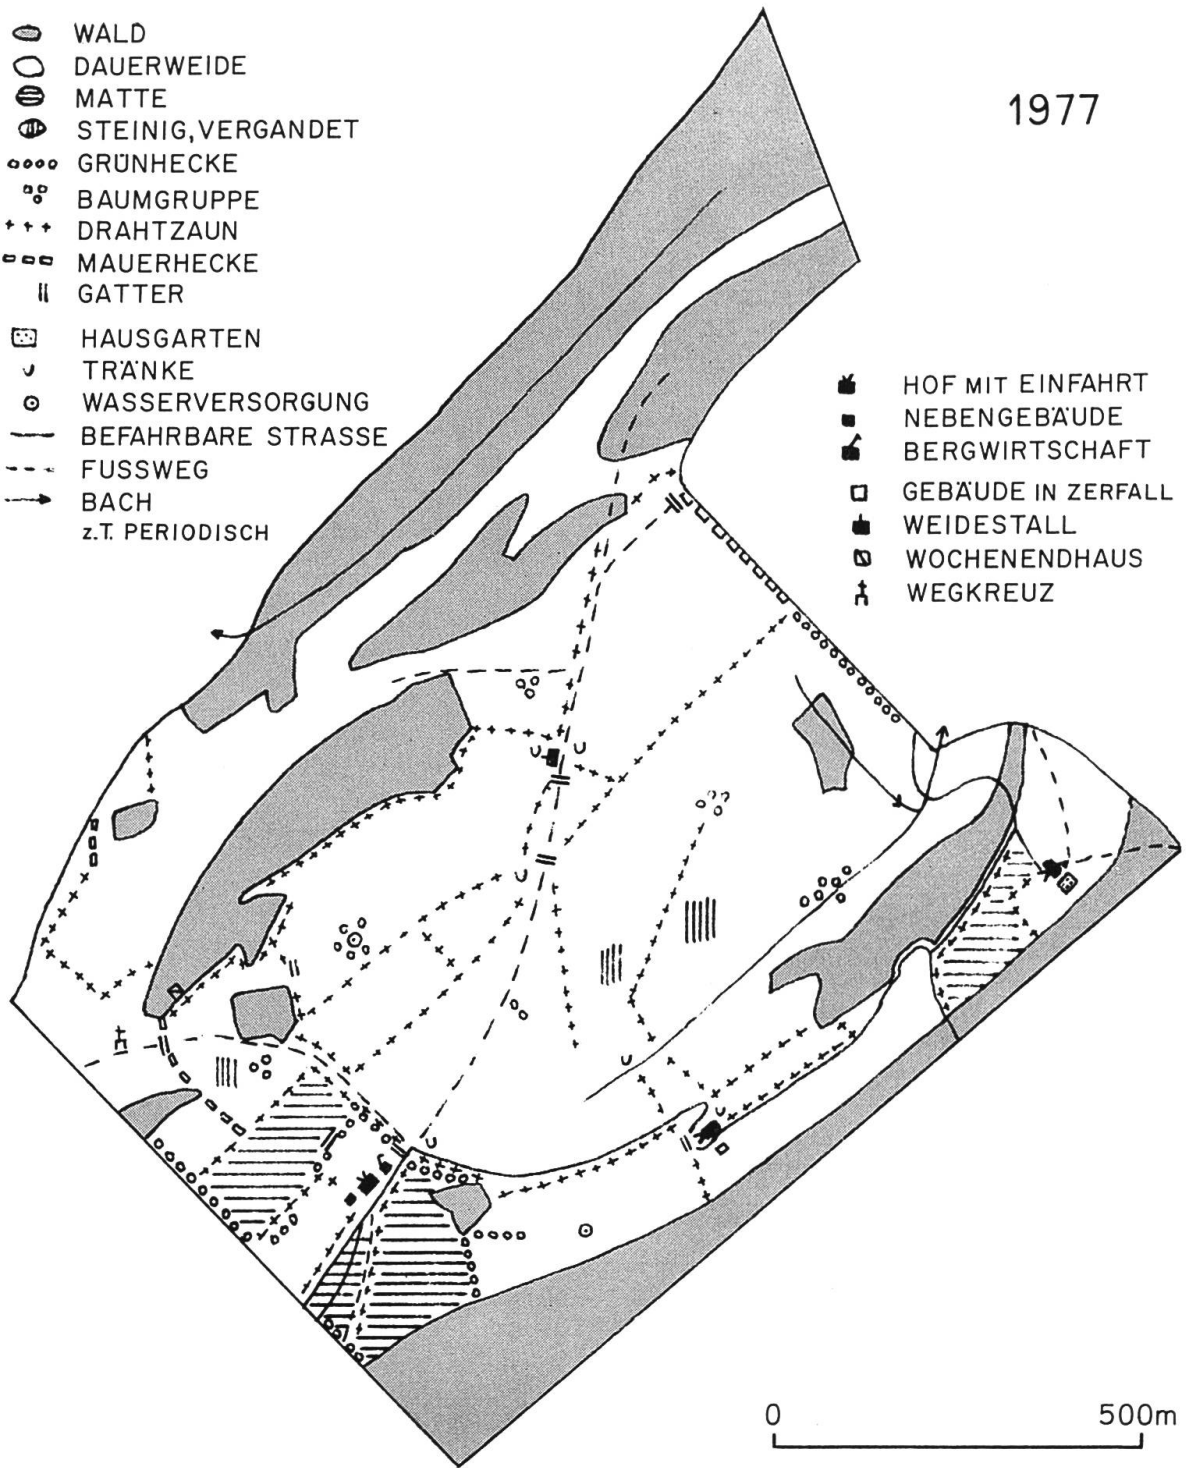 WALD
DAUERWEIDE
MATTE
STEINIG, VERGANDET
GRÜNHECKE
BAUMGRUPPE
DRAHTZAUN
MAUERHECKE
GATTER
HAUSGARTEN
TRÄNKE
WASSERVERSORGUNG
BEFAHRBARE STRASSE
FUSSWEG
BACH
z.T. PERIODISCH
1977
HOF MIT EINFAHRT
NEBENGEBÄUDE
BERGWIRTSCHAFT
GEBÄUDE IN ZERFALL
WEIDESTALL
WOCHENENDHAUS
WEGKREUZ
0 500m